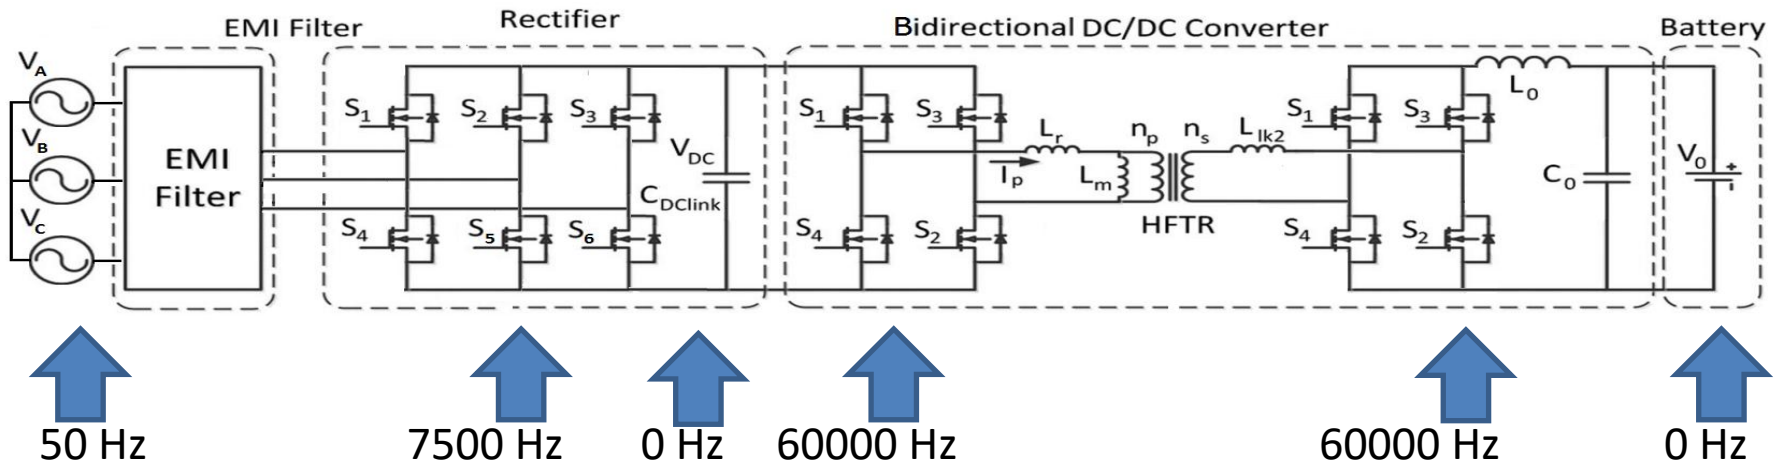 EMI Filter
Rectifier
Bidirectional DC/DC Converter
Battery
VA
VB
VC
EMI
Filter
S1
S2
S3
S4
S5
S6
VDC
CDClink
S1
S3
S4
S2
Lr
Ip
Lm
np
ns
HFTR
Llk2
S1
S3
S4
S2
L0
C0
V0
+
50 Hz
7500 Hz
0 Hz
60000 Hz
60000 Hz
0 Hz